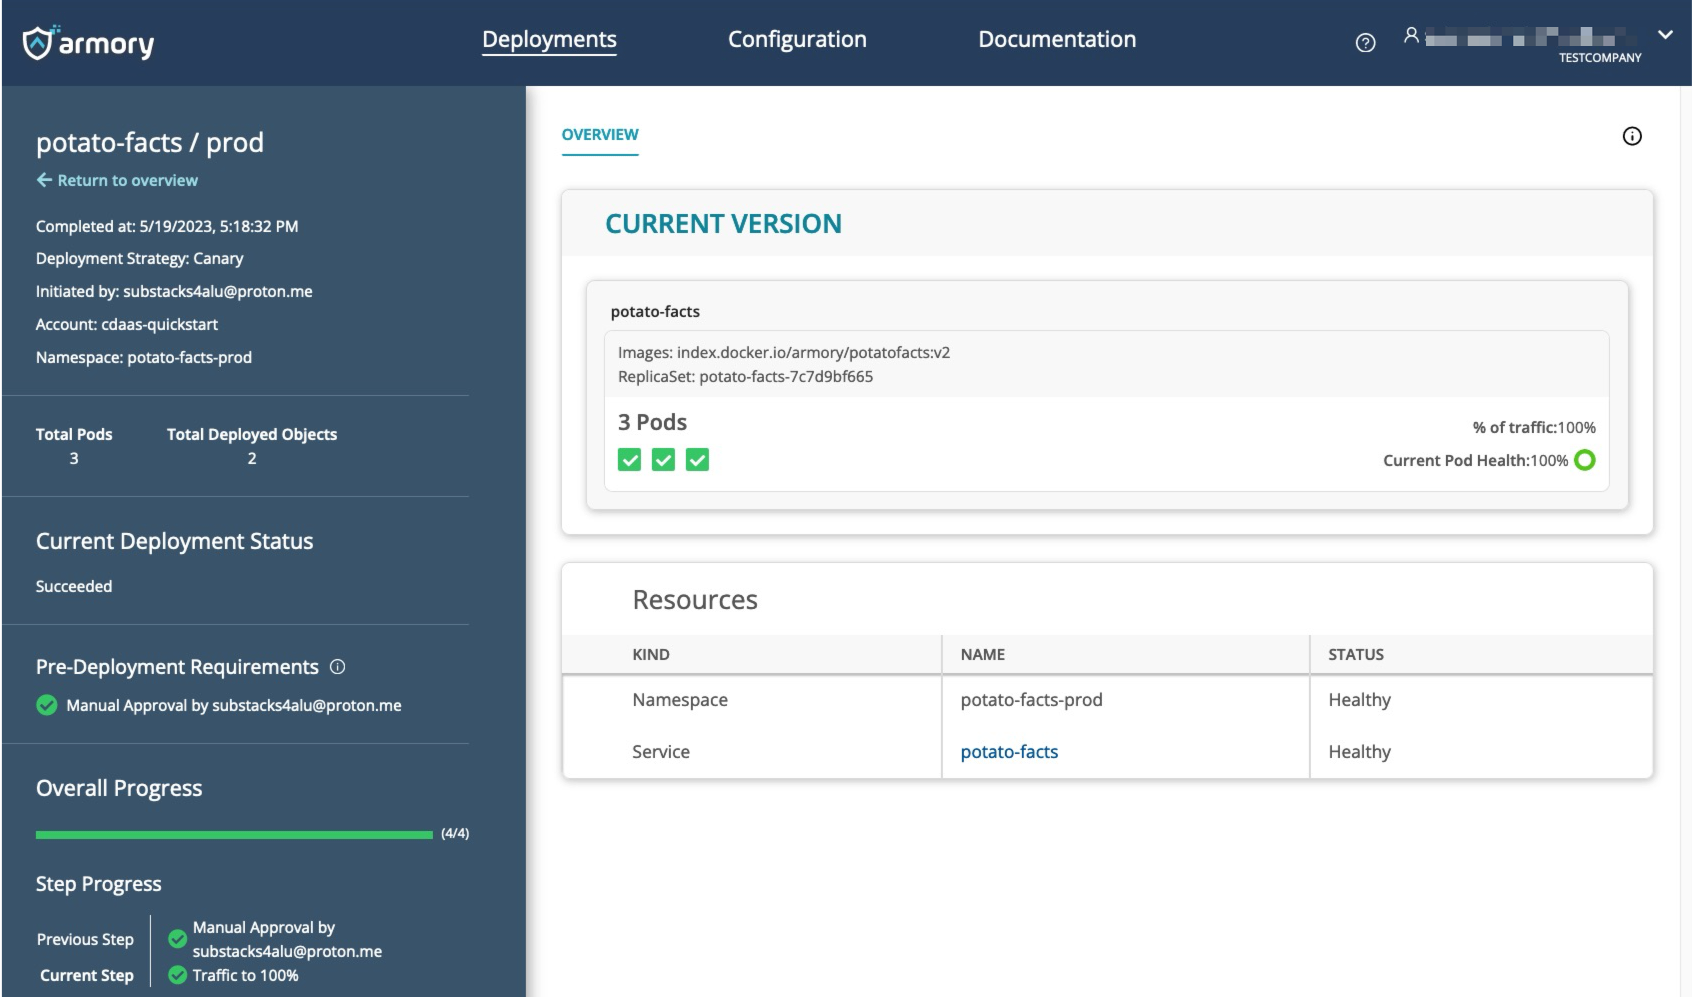 armory
Deployments
Configuration
Documentation
TESTCOMPANY
potato-facts / prod
Return to overview
Completed at: 5/19/2023, 5:18:32 PM
Deployment Strategy: Canary
Initiated by: substacks4alu@proton.me
Account: cdaas-quickstart
Namespace: potato-facts-prod
Total Pods
3
Total Deployed Objects
2
Current Deployment Status
Succeeded
Pre-Deployment Requirements
Manual Approval by substacks4alu@proton.me
Overall Progress
(4/4)
Step Progress
Previous Step
Manual Approval by
substacks4alu@proton.me
Current Step
Traffic to 100%
OVERVIEW
CURRENT VERSION
potato-facts
Images: index.docker.io/armory/potatofacts:v2
ReplicaSet: potato-facts-7c7d9bf665
3 Pods
% of traffic:100%
Current Pod Health:100%
Resources
KIND NAME STATUS
Namespace potato-facts-prod Healthy
Service potato-facts Healthy